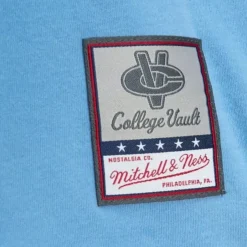 CV
College Vault
NOSTALGIA CO.
Mitchell & Ness
PHILADELPHIA, PA.